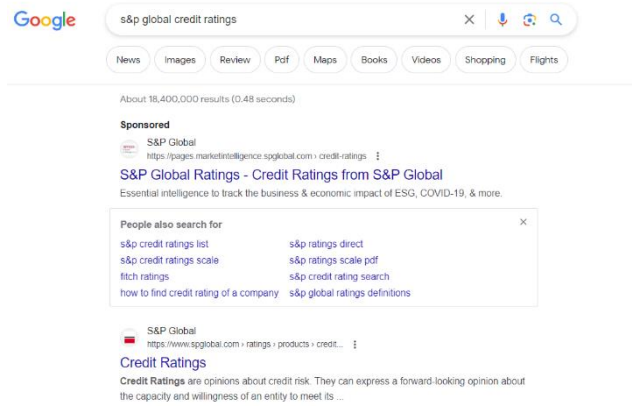 Google
s&p global credit ratings
News Images Review Pdf Maps Books Videos Shopping Flights
About 18,400,000 results (0.48 seconds)
Sponsored
S&P Global
https://pages.marketintelligence.spglobal.com › credit-ratings
S&P Global Ratings - Credit Ratings from S&P Global
Essential intelligence to track the business & economic impact of ESG, COVID-19, & more.
People also search for
s&p credit ratings list s&p ratings direct
s&p credit ratings scale s&p ratings scale pdf
fitch ratings s&p credit rating search
how to find credit rating of a company s&p global ratings definitions
S&P Global
https://www.spglobal.com › ratings › products › credit...
Credit Ratings
Credit Ratings are opinions about credit risk. They can express a forward-looking opinion about
the capacity and willingness of an entity to meet its ...